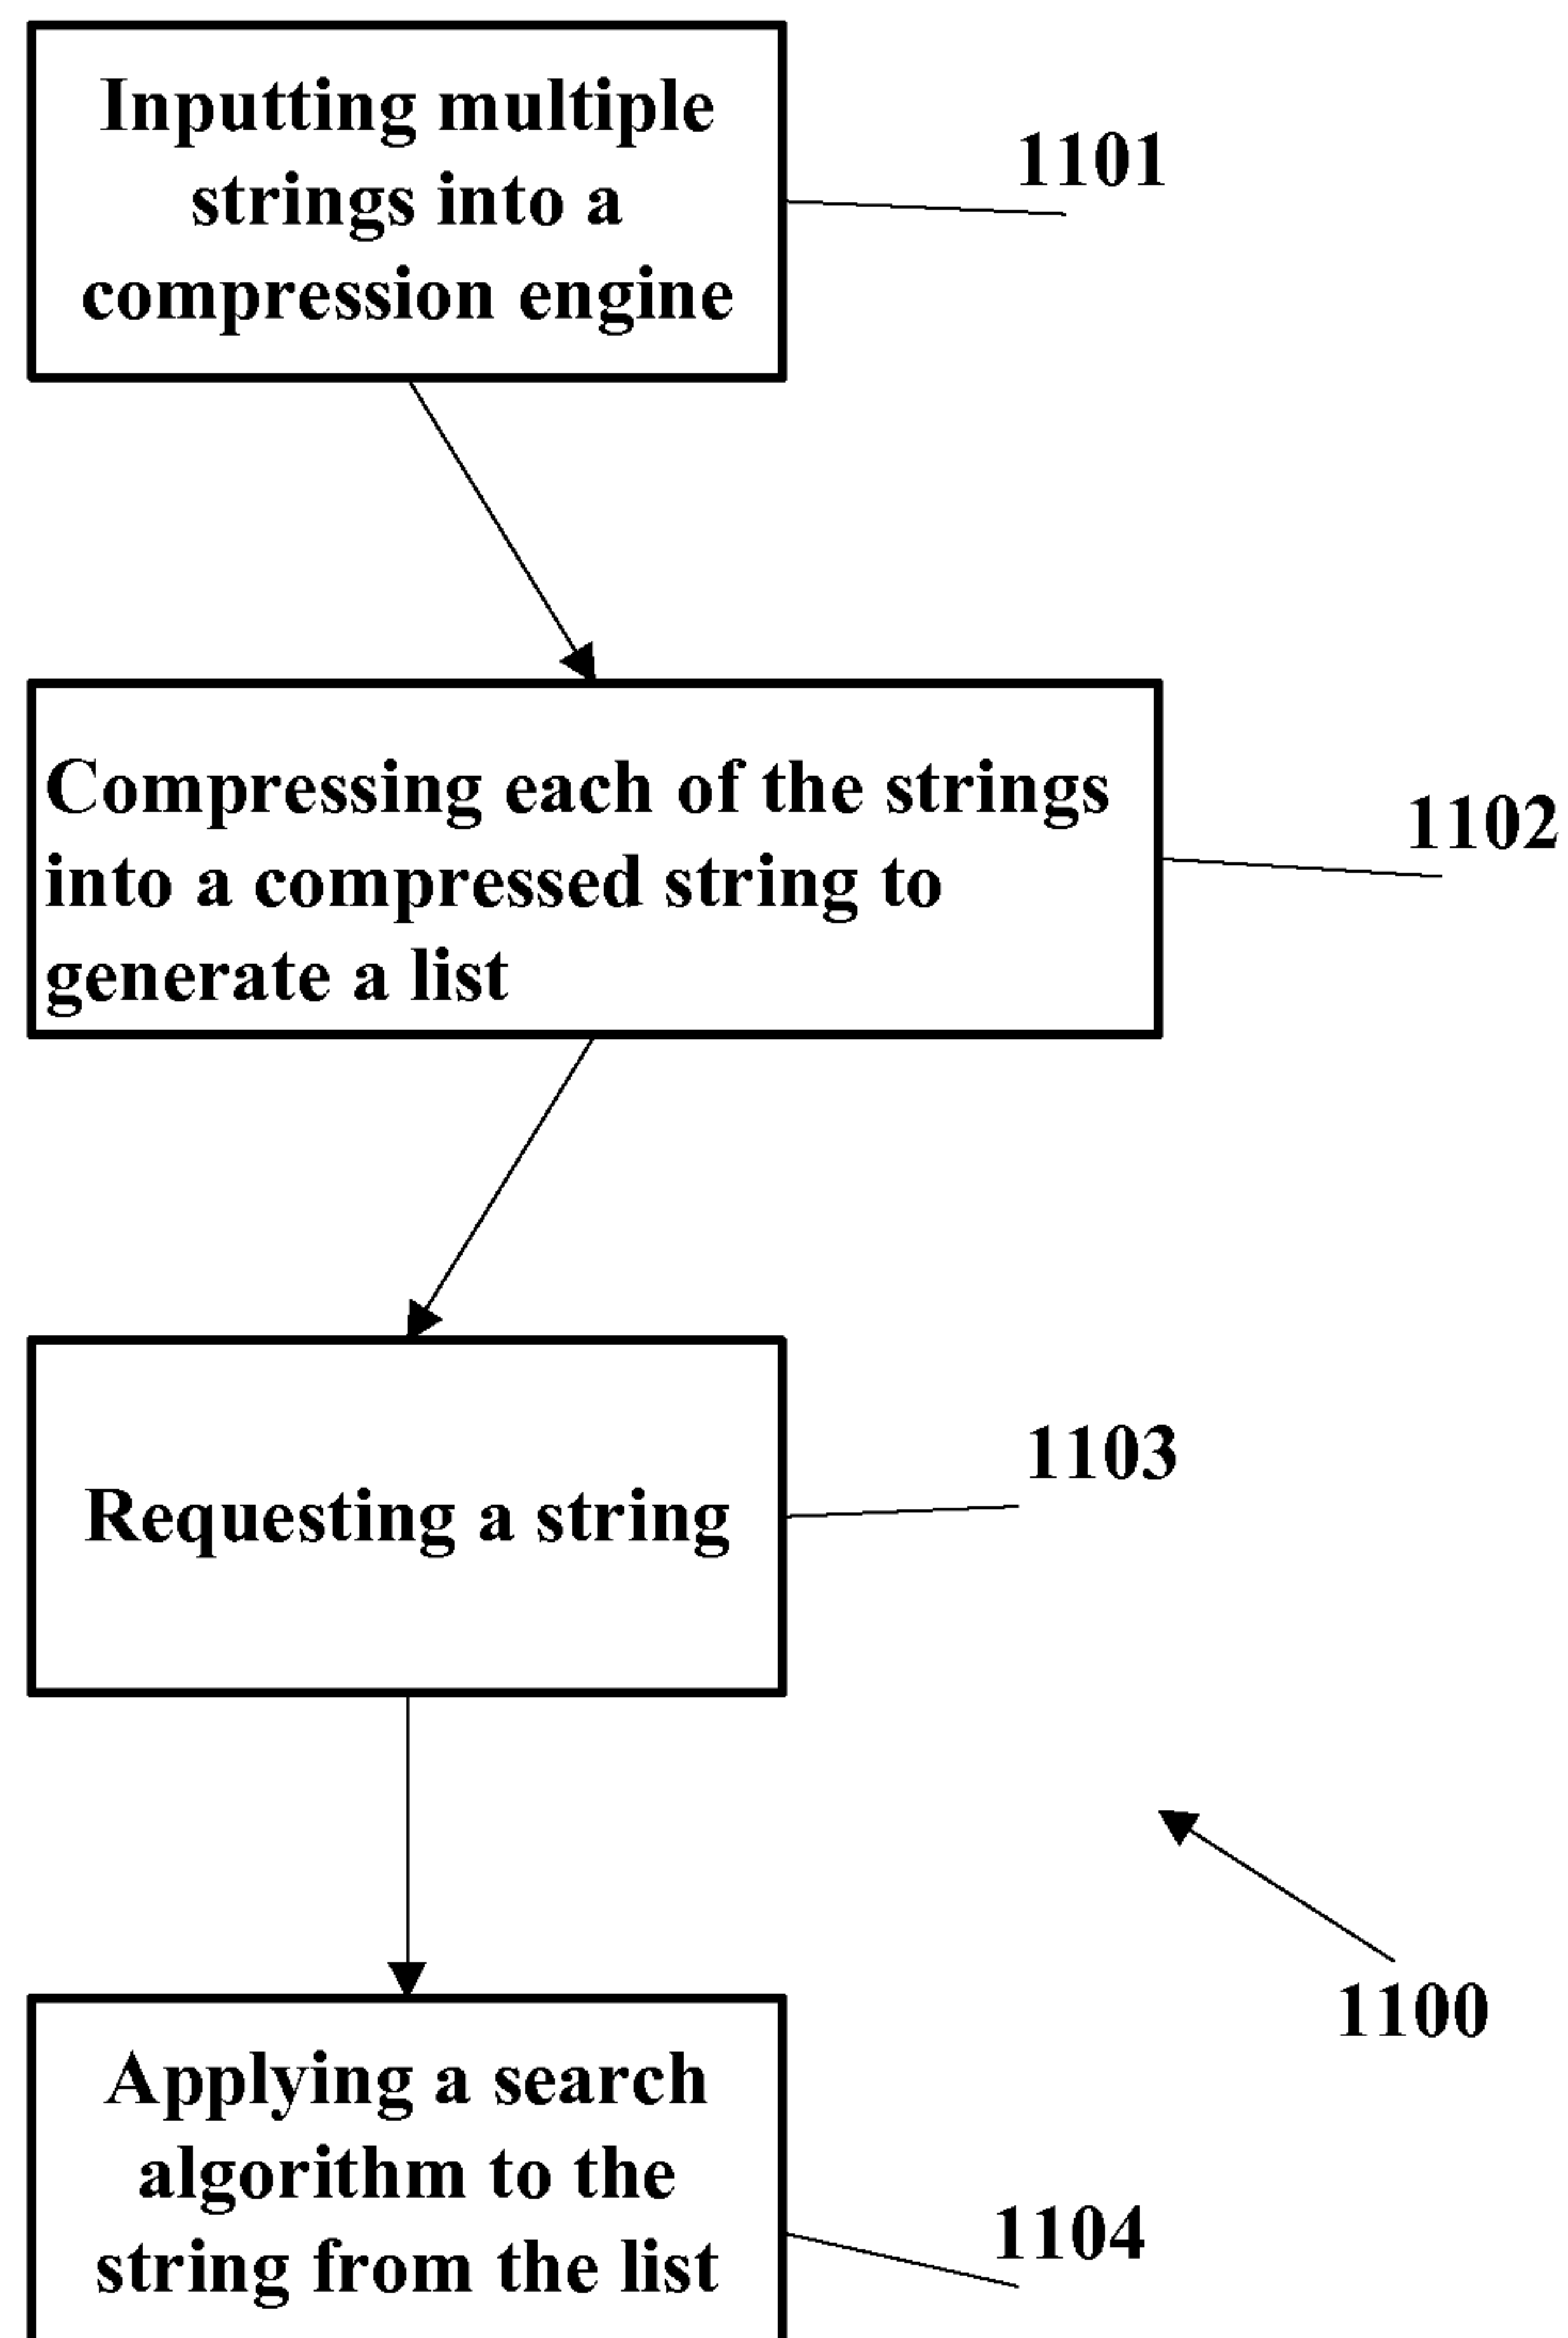 Inputting multiple
strings into a
compression engine
1101
Compressing each of the strings
into a compressed string to
generate a list
1102
Requesting a string
1103
1100
Applying a search
algorithm to the
string from the list
1104